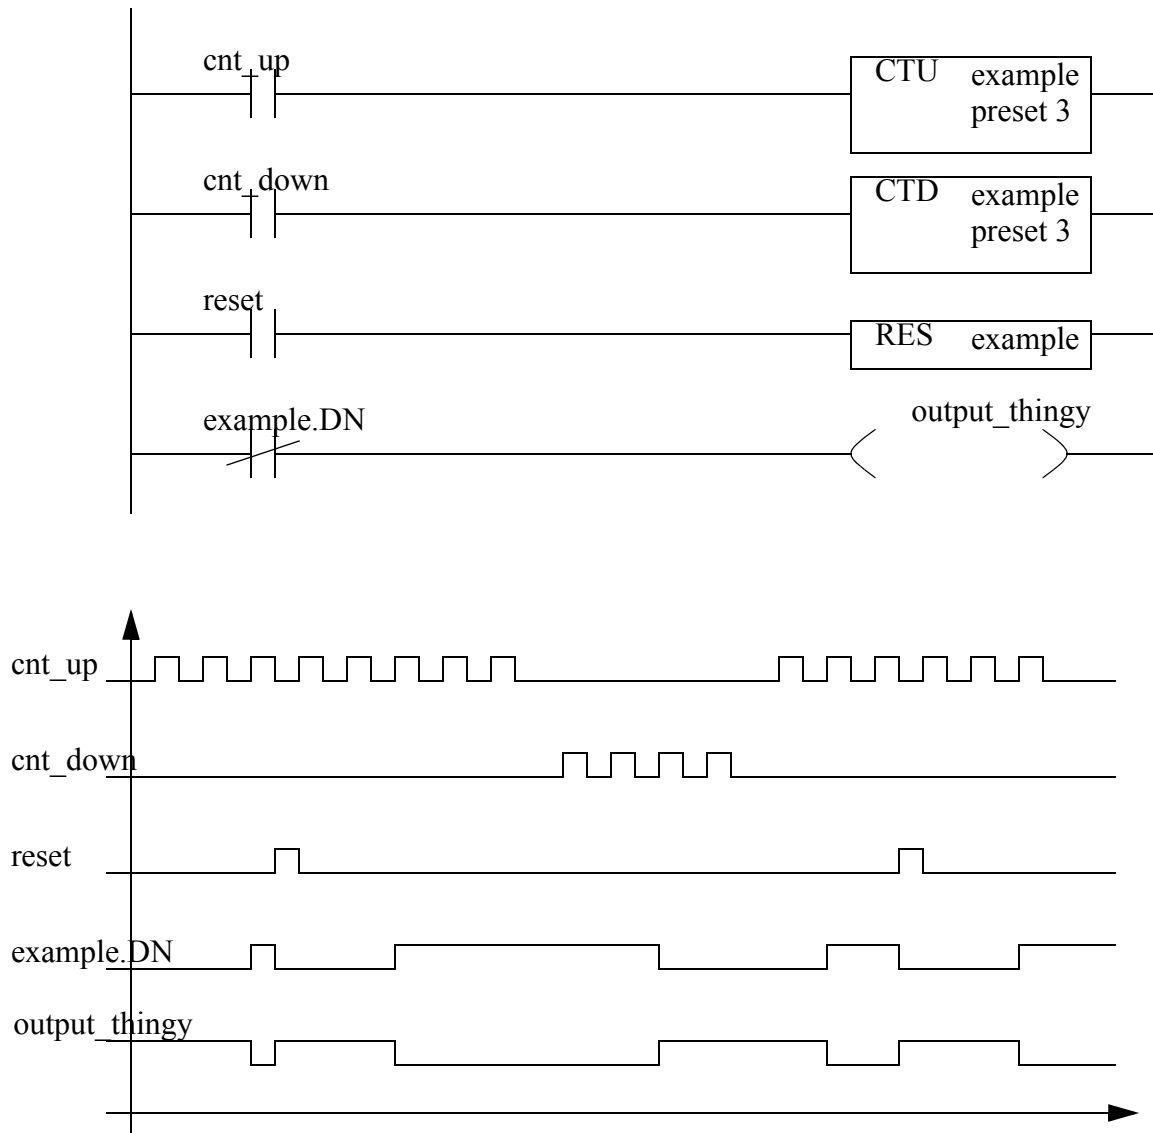 cnt_up
CTU example
preset 3
cnt_down
CTD example
preset 3
reset
RES example
example.DN
output_thingy
cnt_up
cnt_down
reset
example.DN
output_thingy